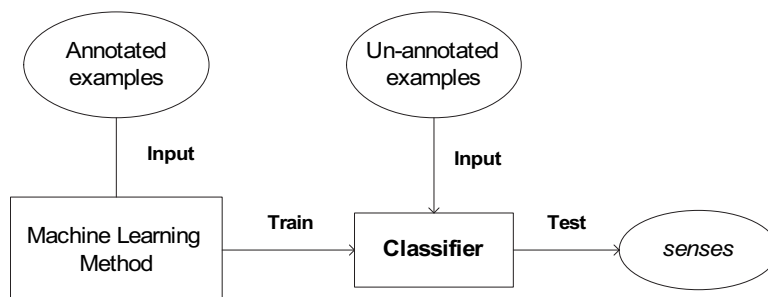 Annotated
examples
Un-annotated
examples
Input
Input
Machine Learning
Method
Train
Classifier
Test
senses